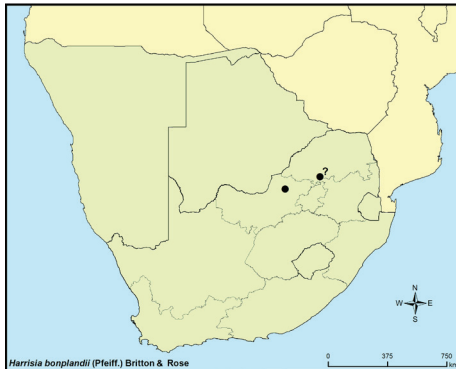 ?
N
W E
S
Harrisia bonplandii (Pfeiff.) Britton & Rose
0 375 750
km